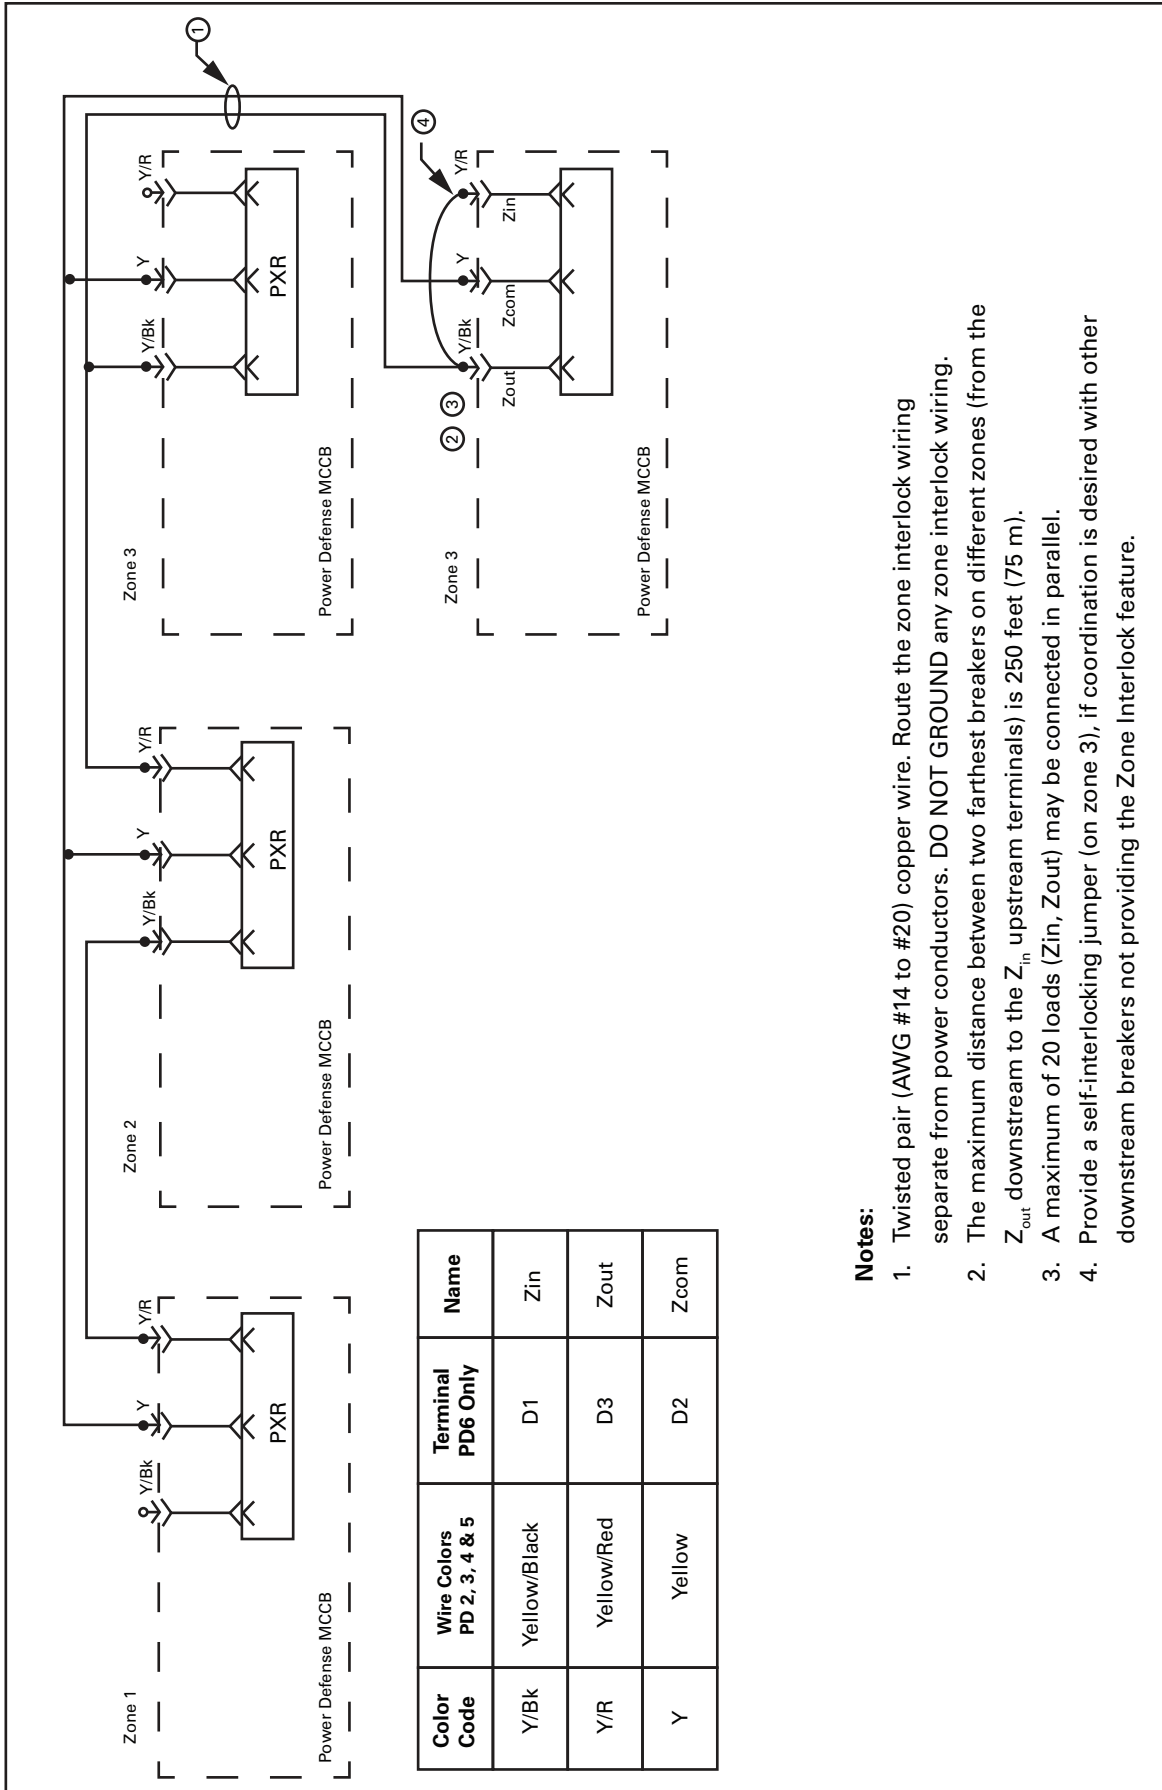 Zone 1
Y/Bk
Y
Y/R
PXR
Power Defense MCCB
Zone 2
Y/Bk
Y
Y/R
PXR
Power Defense MCCB
Zone 3
Y/Bk
Y
Y/R
PXR
Power Defense MCCB
1
Zone 3
2 3
4
Y/Bk
Y
Y/R
Zout
Zcom
Zin
Power Defense MCCB
Color Code Wire Colors PD 2, 3, 4 & 5 Terminal PD6 Only Name
Y/Bk Yellow/Black D1 Zin
Y/R Yellow/Red D3 Zout
Y Yellow D2 Zcom
Notes:
1. Twisted pair (AWG #14 to #20) copper wire. Route the zone interlock wiring
separate from power conductors. DO NOT GROUND any zone interlock wiring.
2. The maximum distance between two farthest breakers on different zones (from the
Zout downstream to the Zin upstream terminals) is 250 feet (75 m).
3. A maximum of 20 loads (Zin, Zout) may be connected in parallel.
4. Provide a self-interlocking jumper (on zone 3), if coordination is desired with other
downstream breakers not providing the Zone Interlock feature.